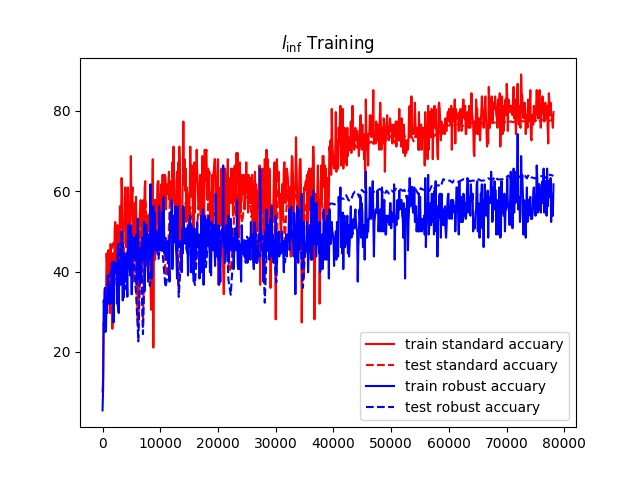 l_inf Training
80
60
40
20
0 10000 20000 30000 40000 50000 60000 70000 80000
train standard accuary
test standard accuary
train robust accuary
test robust accuary